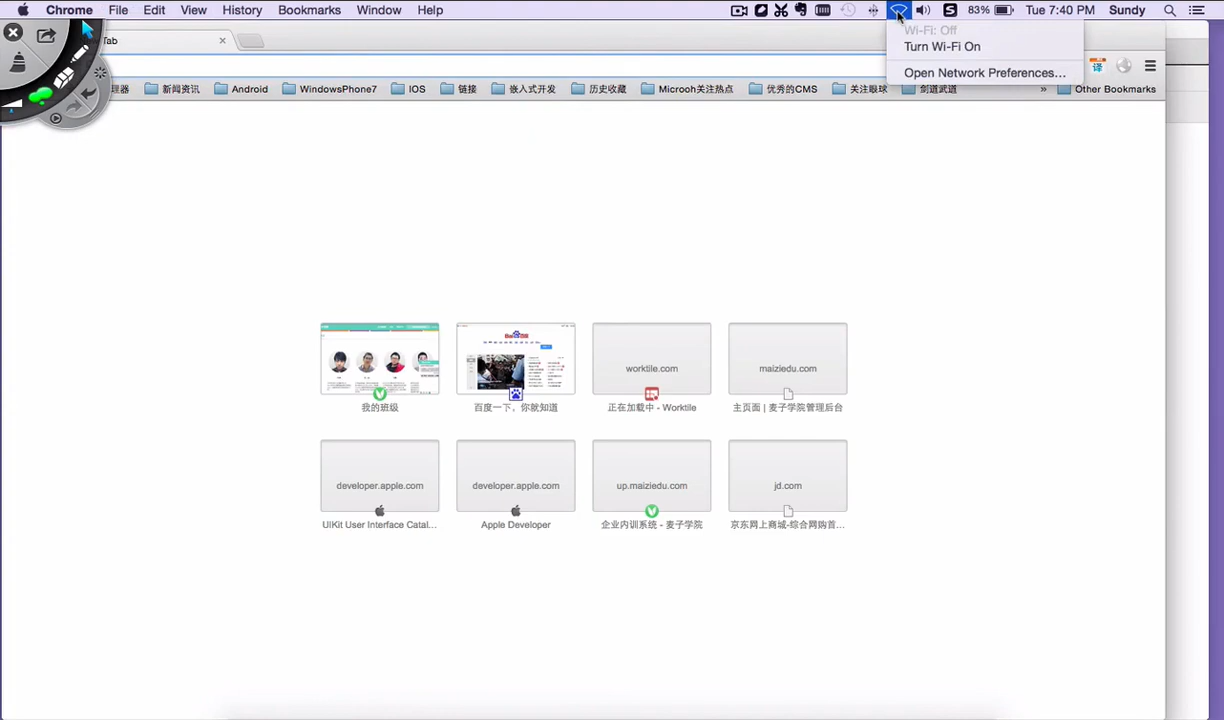 Chrome File Edit View History Bookmarks Window Help 83% Tue 7:40 PM Sundy
Wi-Fi: Off
Turn Wi-Fi On
Open Network Preferences...
Tab
译
理器 新闻资讯 Android WindowsPhone7 IOS 链接 嵌入式开发 历史收藏 Microoh关注热点 优秀的CMS 关注眼球 剑道武道 » Other Bookmarks
worktile.com
maiziedu.com
我的班级
百度一下，你就知道
正在加载中 - Worktile
主页面 | 麦子学院管理后台
developer.apple.com
developer.apple.com
up.maiziedu.com
jd.com
UIKit User Interface Catal...
Apple Developer
企业内训系统 - 麦子学院
京东网上商城-综合网购首...